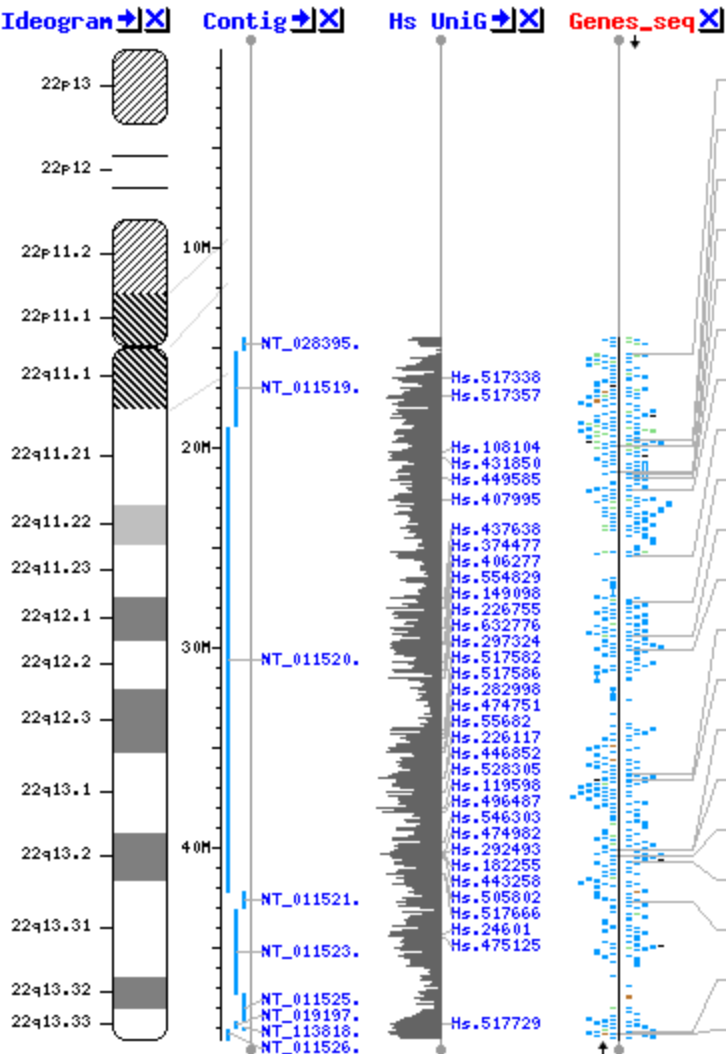 Ideogram Contig Hs UniG Genes_seq
22p13
22p12
22p11.2
22p11.1
22q11.1
22q11.21
22q11.22
22q11.23
22q12.1
22q12.2
22q12.3
22q13.1
22q13.2
22q13.31
22q13.32
22q13.33
10M
20M
30M
40M
NT_028395.
NT_011519.
NT_011520.
NT_011521.
NT_011523.
NT_011525.
NT_019197.
NT_113818.
NT_011526.
Hs.517338
Hs.517357
Hs.108104
Hs.431850
Hs.449585
Hs.407995
Hs.437638
Hs.374477
Hs.406277
Hs.554829
Hs.149098
Hs.226755
Hs.632776
Hs.297324
Hs.517582
Hs.517586
Hs.282998
Hs.474751
Hs.55682
Hs.226117
Hs.446852
Hs.528305
Hs.119598
Hs.496487
Hs.546303
Hs.474982
Hs.292493
Hs.182255
Hs.443258
Hs.505802
Hs.517666
Hs.24601
Hs.475125
Hs.517729